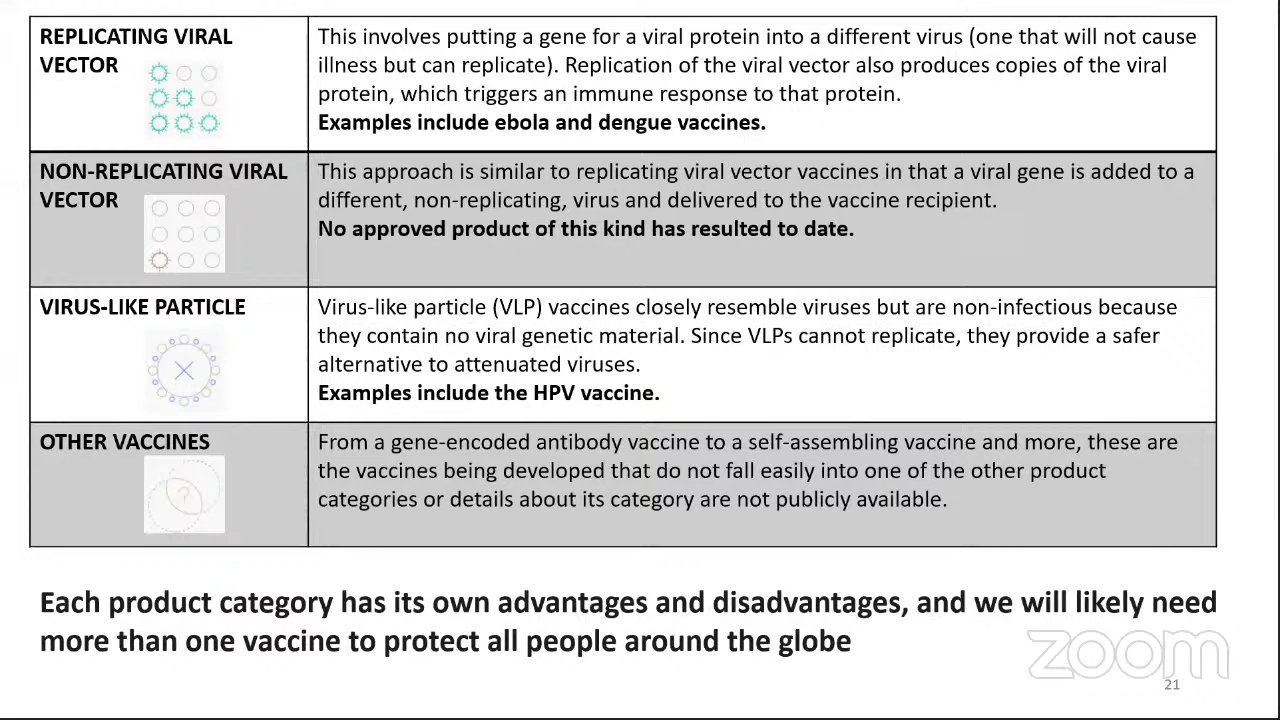 REPLICATING VIRAL
VECTOR
This involves putting a gene for a viral protein into a different virus (one that will not cause
illness but can replicate). Replication of the viral vector also produces copies of the viral
protein, which triggers an immune response to that protein.
Examples include ebola and dengue vaccines.
NON-REPLICATING VIRAL
VECTOR
This approach is similar to replicating viral vector vaccines in that a viral gene is added to a
different, non-replicating, virus and delivered to the vaccine recipient.
No approved product of this kind has resulted to date.
VIRUS-LIKE PARTICLE
Virus-like particle (VLP) vaccines closely resemble viruses but are non-infectious because
they contain no viral genetic material. Since VLPs cannot replicate, they provide a safer
alternative to attenuated viruses.
Examples include the HPV vaccine.
OTHER VACCINES
?
From a gene-encoded antibody vaccine to a self-assembling vaccine and more, these are
the vaccines being developed that do not fall easily into one of the other product
categories or details about its category are not publicly available.
Each product category has its own advantages and disadvantages, and we will likely need
more than one vaccine to protect all people around the globe
zoom
21